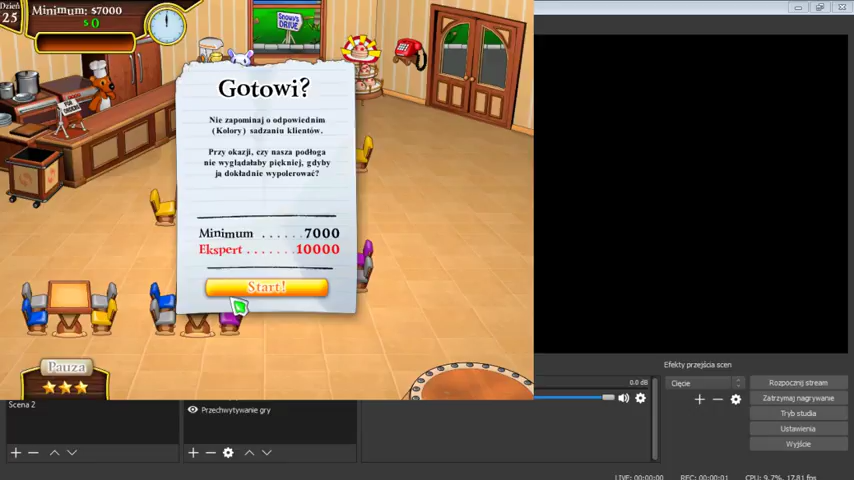 Dzień
25
Minimum: $7000
$ 0
SNOWY'S
DRIVE
Gotowi?
Nie zapominaj o odpowiednim
(Kolory) sadzaniu klientów.
Przy okazji, czy nasza podłoga
nie wyglądałaby piękniej, gdyby
ją dokładnie wypolerować?
Minimum ......7000
Ekspert .......10000
Start!
Pauza
Scena 2
Przechwytywanie gry
0.0 dB
Efekty przejścia scen
Cięcie
Rozpocznij stream
Zatrzymaj nagrywanie
Tryb studia
Ustawienia
Wyjście
LIVE: 00:00:00
REC: 00:00:01
CPU: 9.7%, 17.81 fps